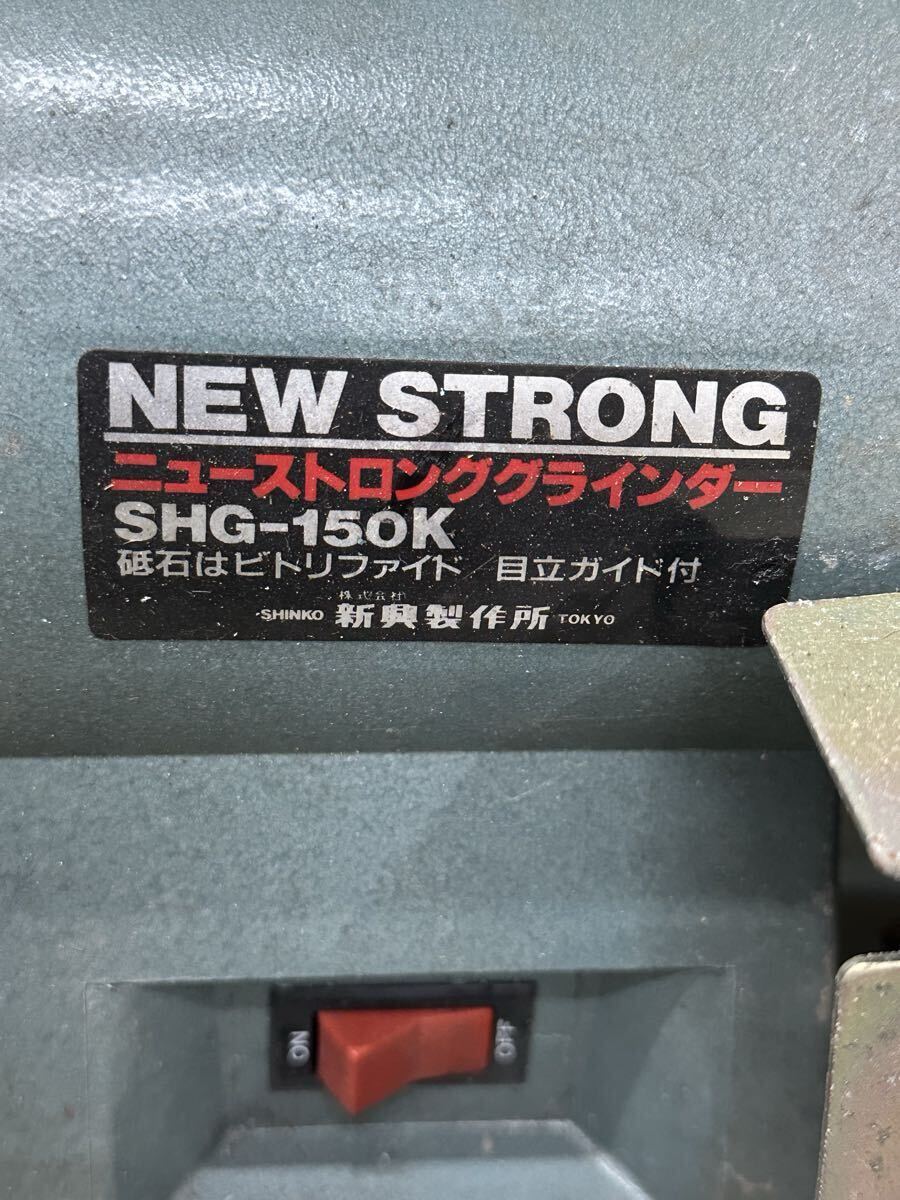 NEW STRONG
ニューストロンググラインダー
SHG-150K
砥石はビトリファイト 目立ガイド付
株式会社
SHINKO 新興製作所 TOKYO
ON OFF